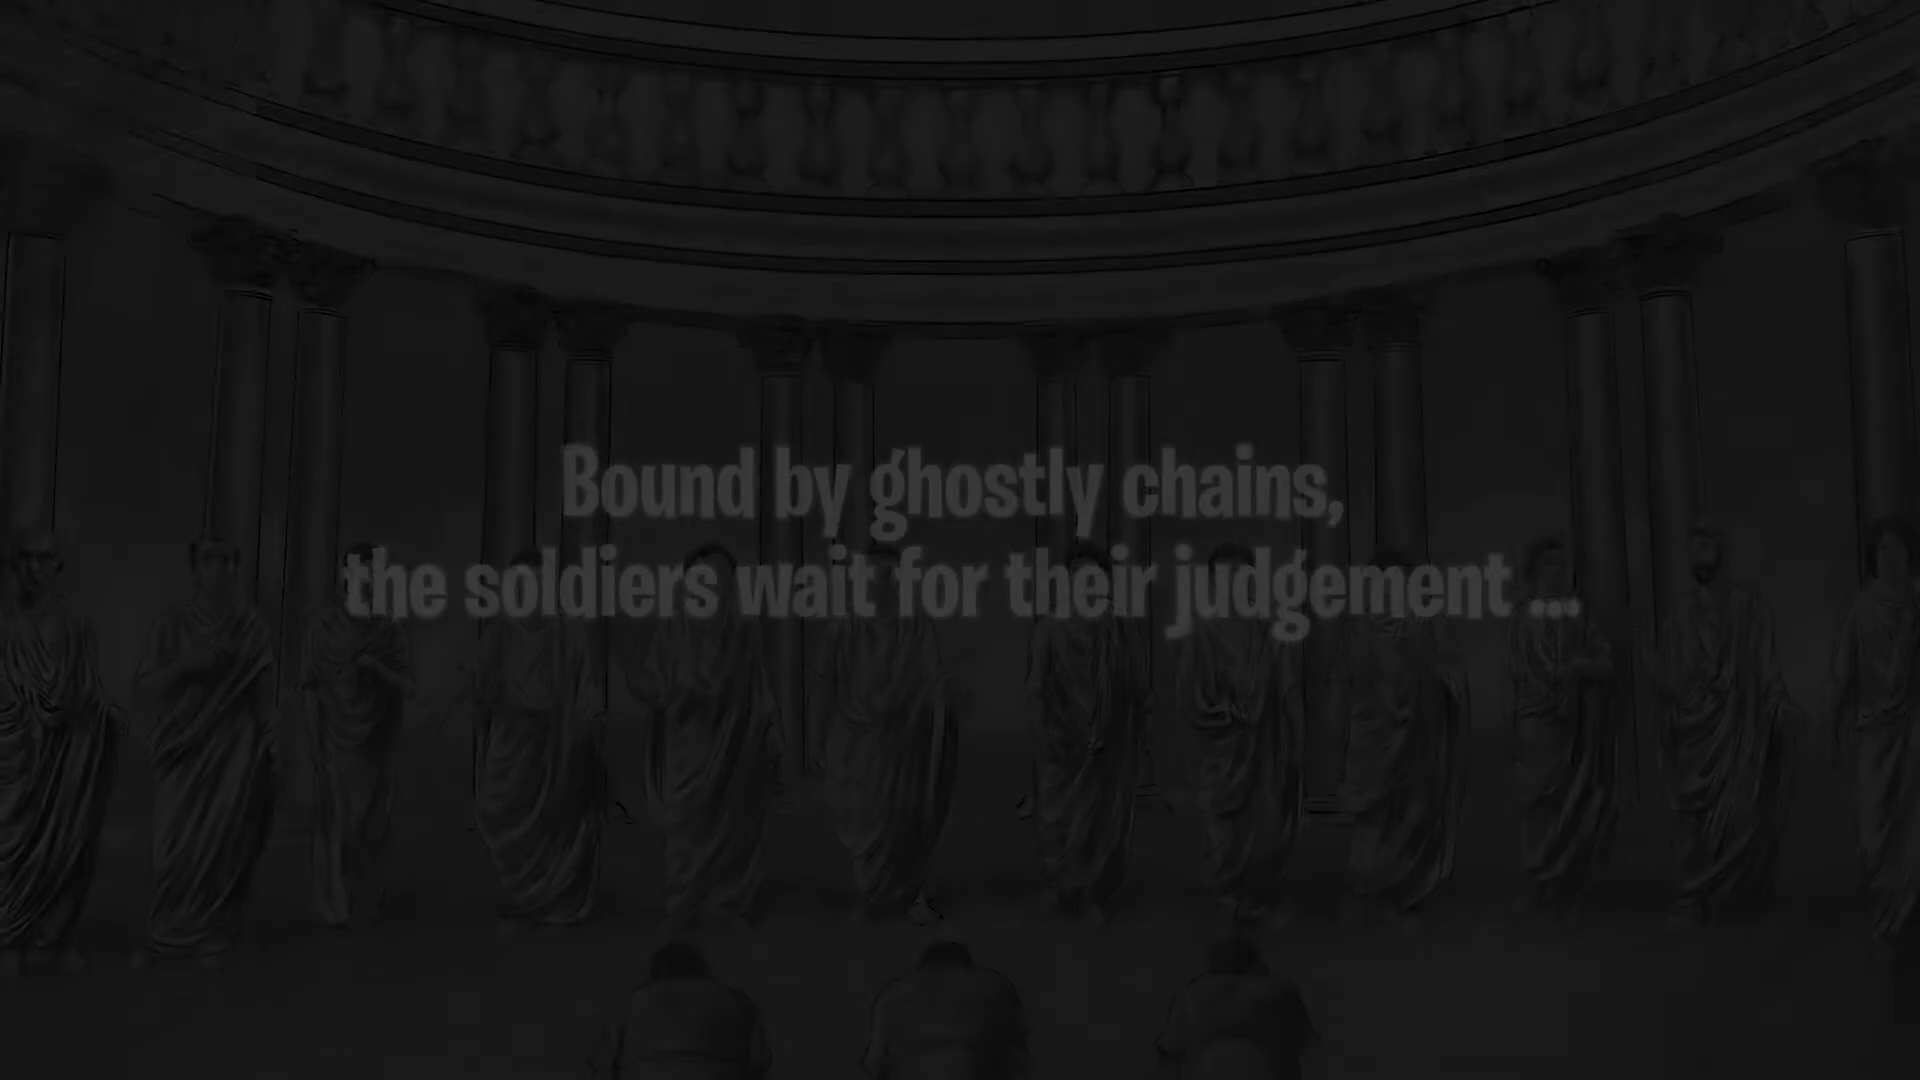 Bound by ghostly chains,
the soldiers wait for their judgement ...